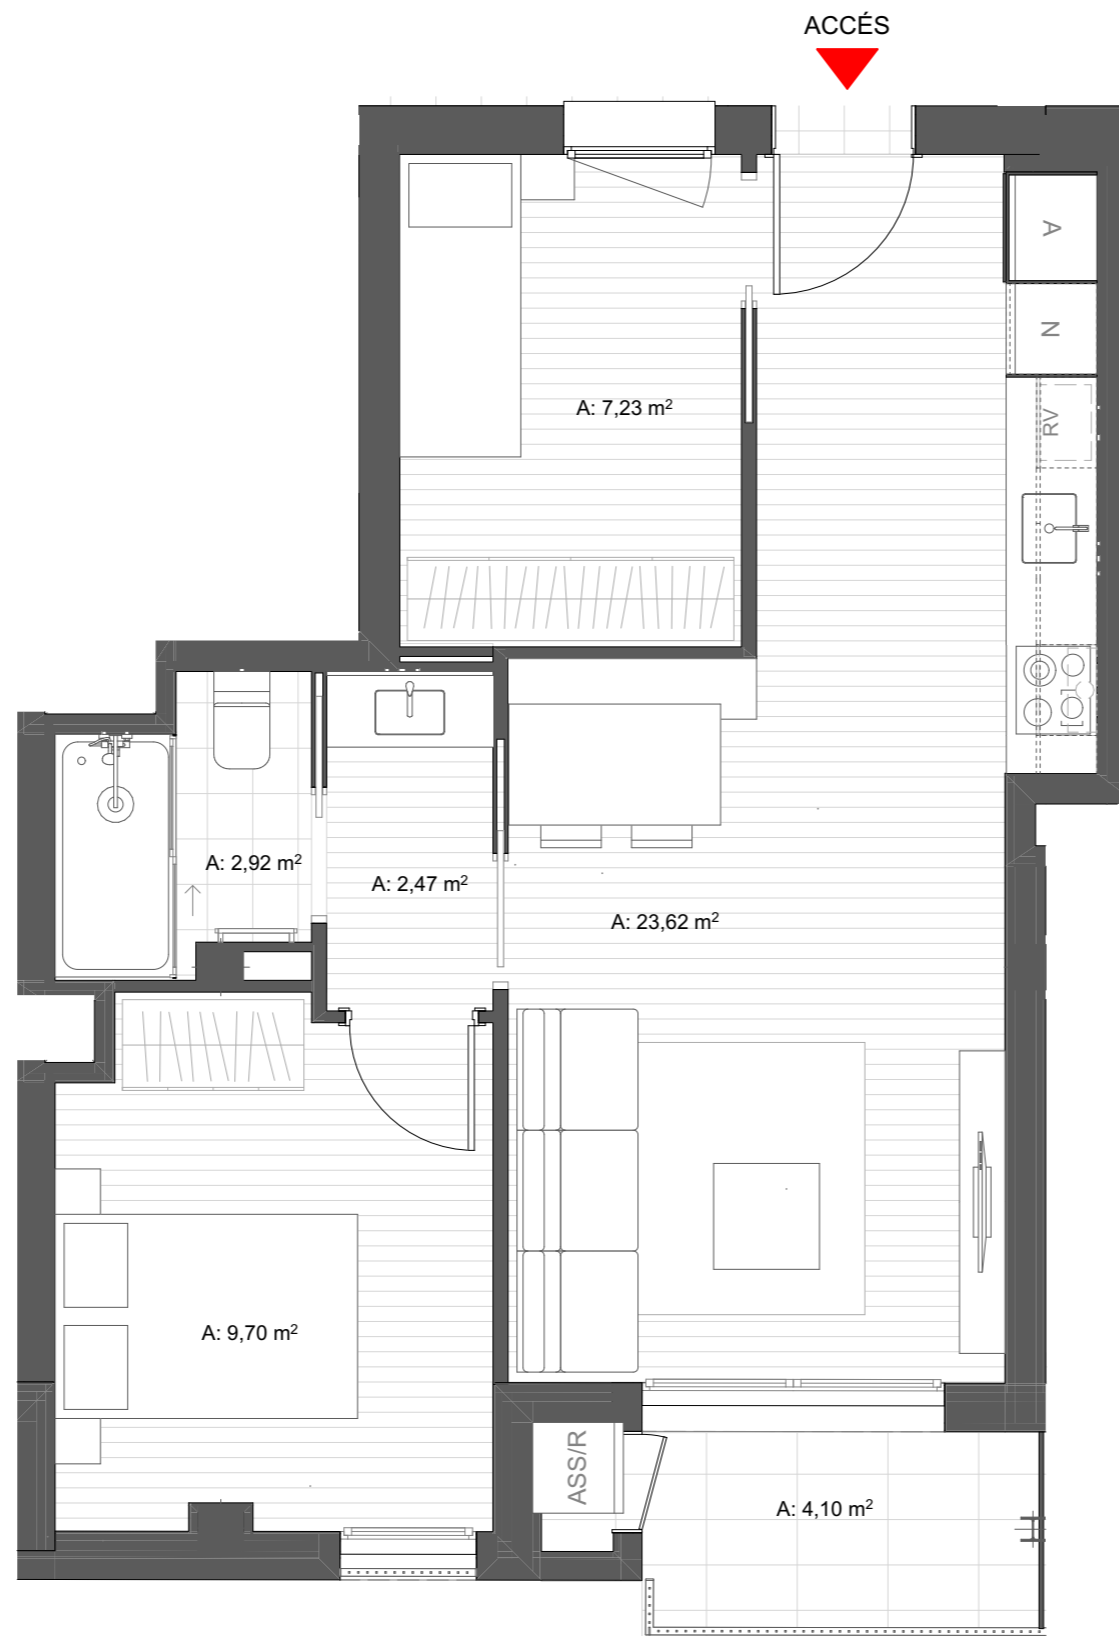 ACCÉS
A
N
RV
A: 7,23 m²
A: 2,92 m²
A: 2,47 m²
A: 23,62 m²
A: 9,70 m²
ASS/R
A: 4,10 m²